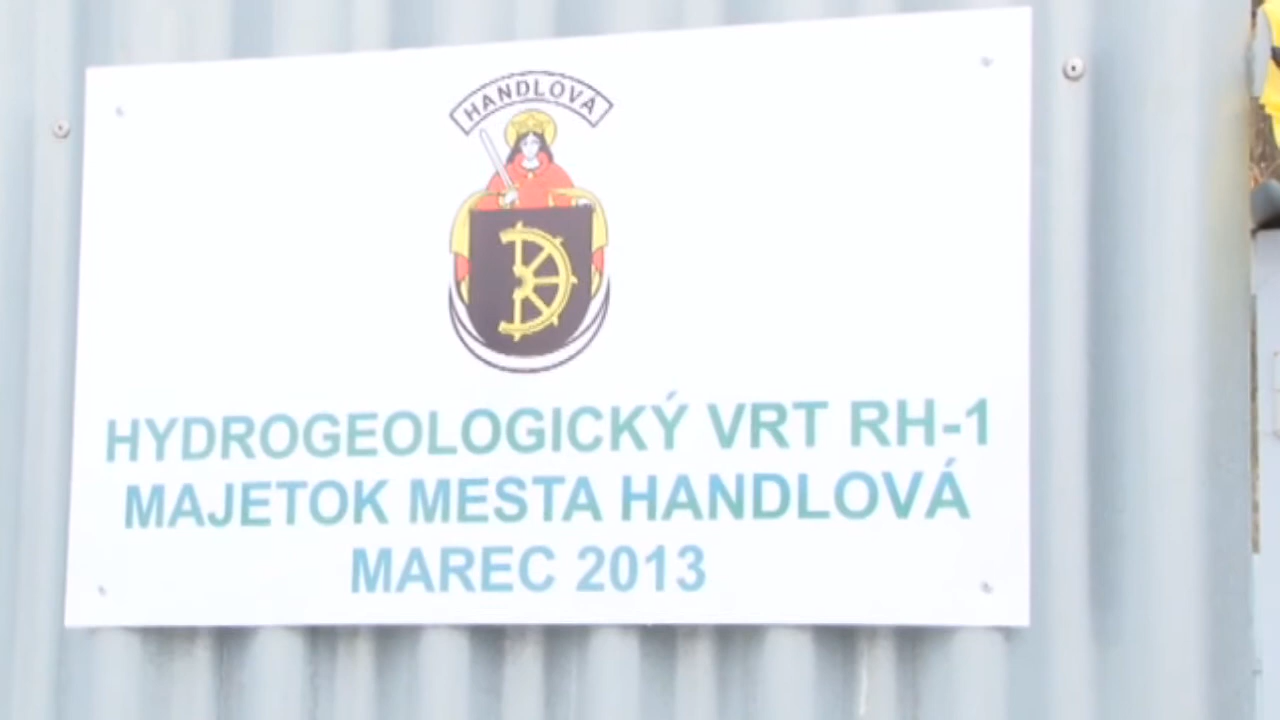 HANDLOVÁ
HYDROGEOLOGICKÝ VRT RH-1
MAJETOK MESTA HANDLOVÁ
MAREC 2013